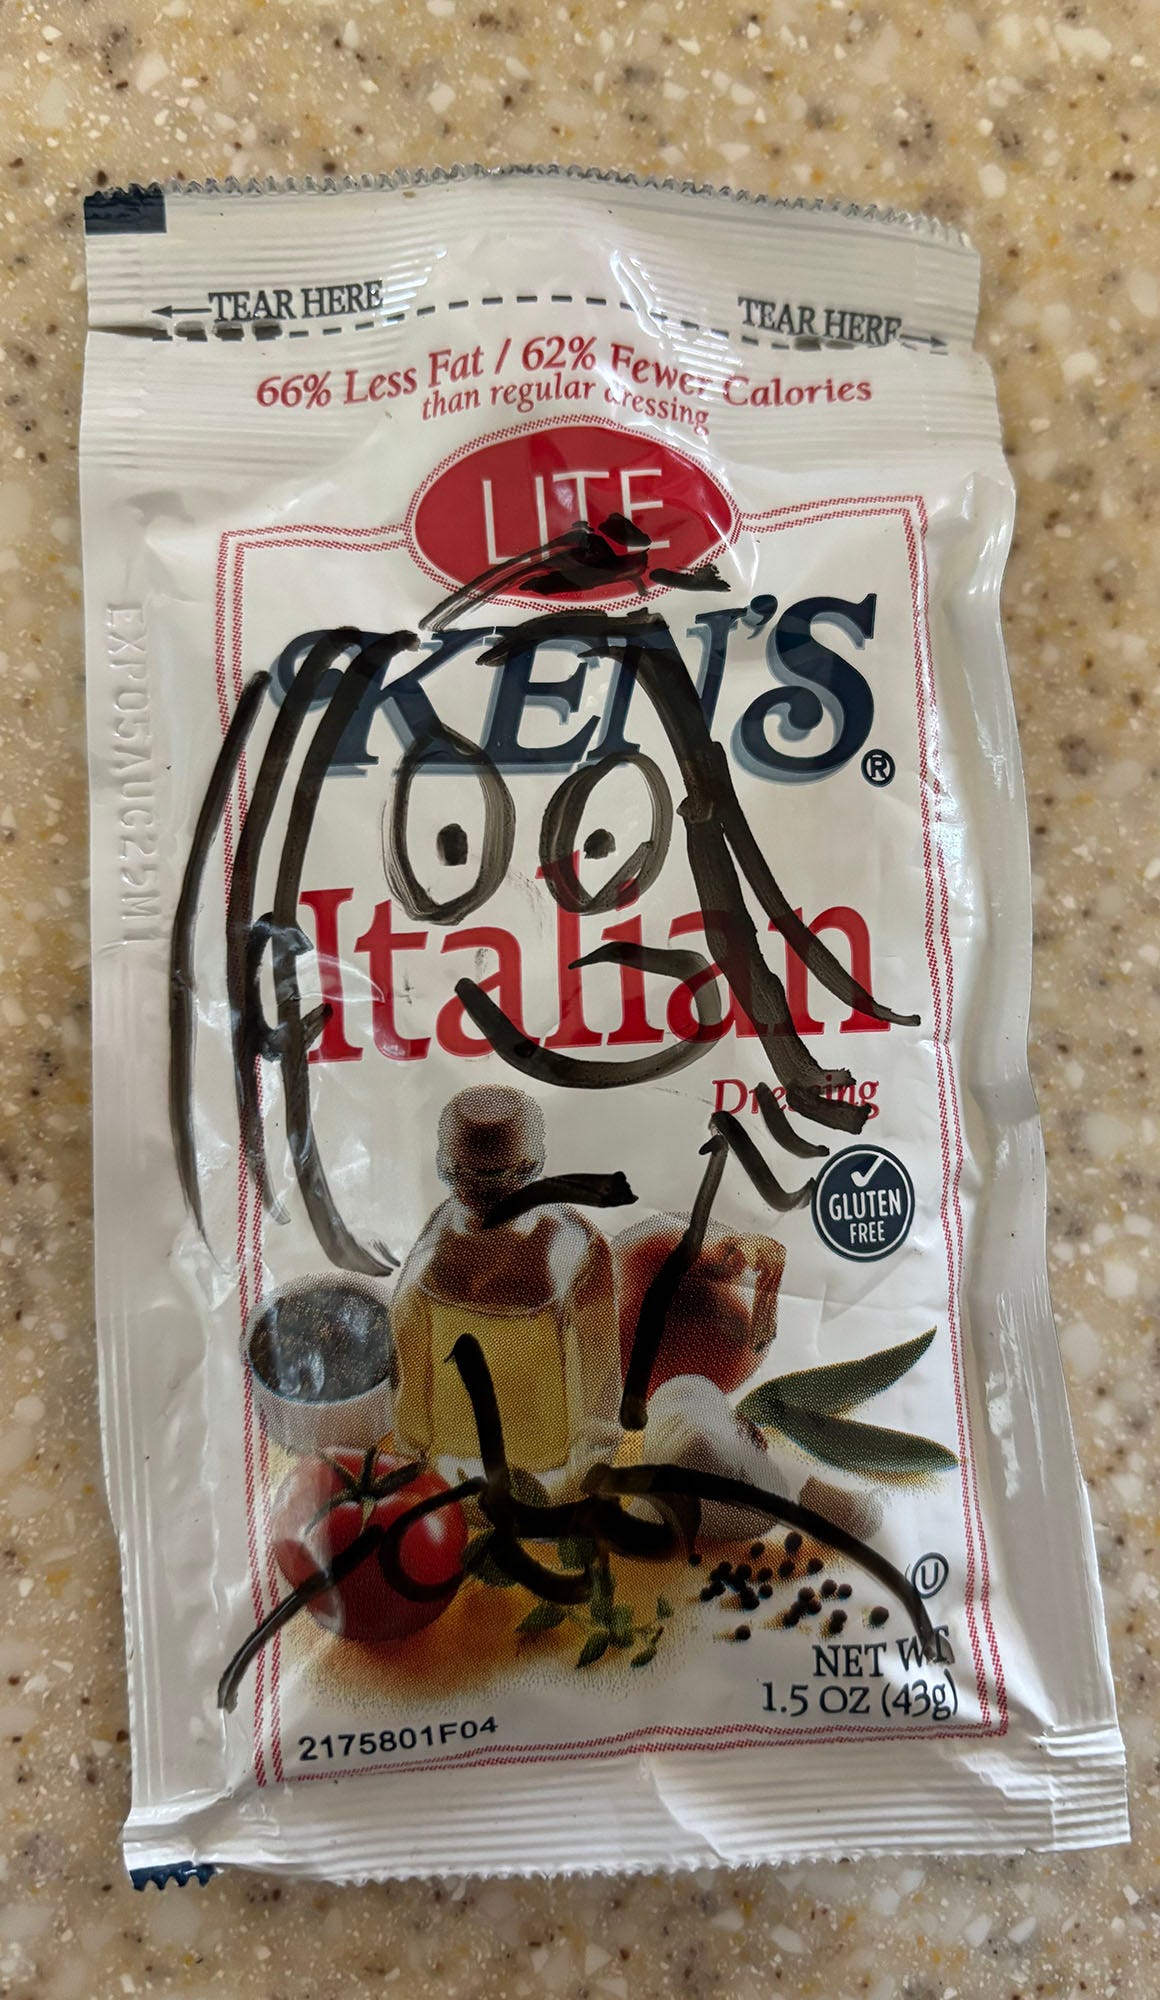 ←TEAR HERE
TEAR HERE→
66% Less Fat / 62% Fewer Calories
than regular dressing
LITE
KEN'S®
Italian
Dressing
GLUTEN
FREE
U
NET WT
1.5 OZ (43g)
2175801F04
EXP05AUG25M1